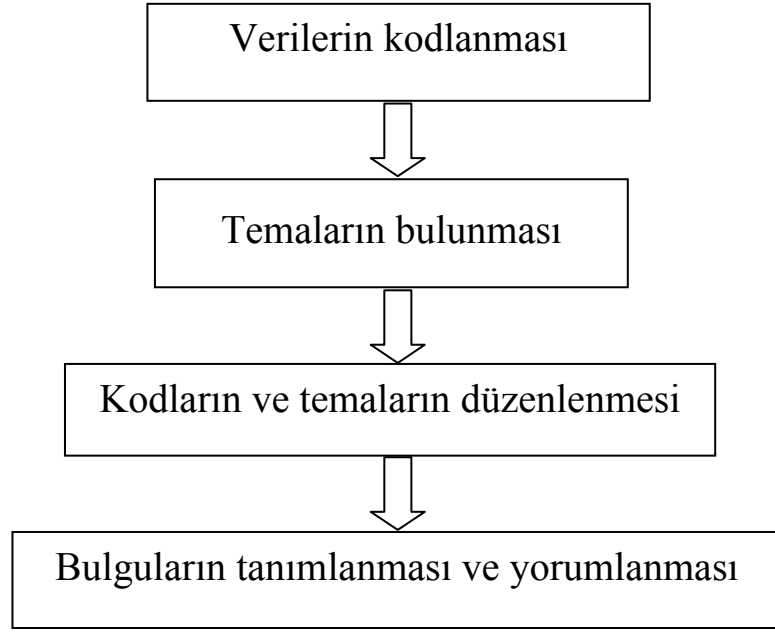 Verilerin kodlanması
Temaların bulunması
Kodların ve temaların düzenlenmesi
Bulguların tanımlanması ve yorumlanması